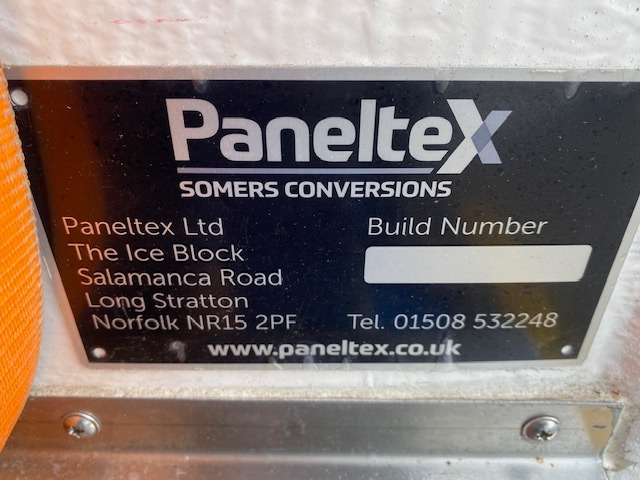 Paneltex
SOMERS CONVERSIONS
Paneltex Ltd
The Ice Block
Salamanca Road
Long Stratton
Norfolk NR15 2PF
Build Number
Tel. 01508 532248
www.paneltex.co.uk